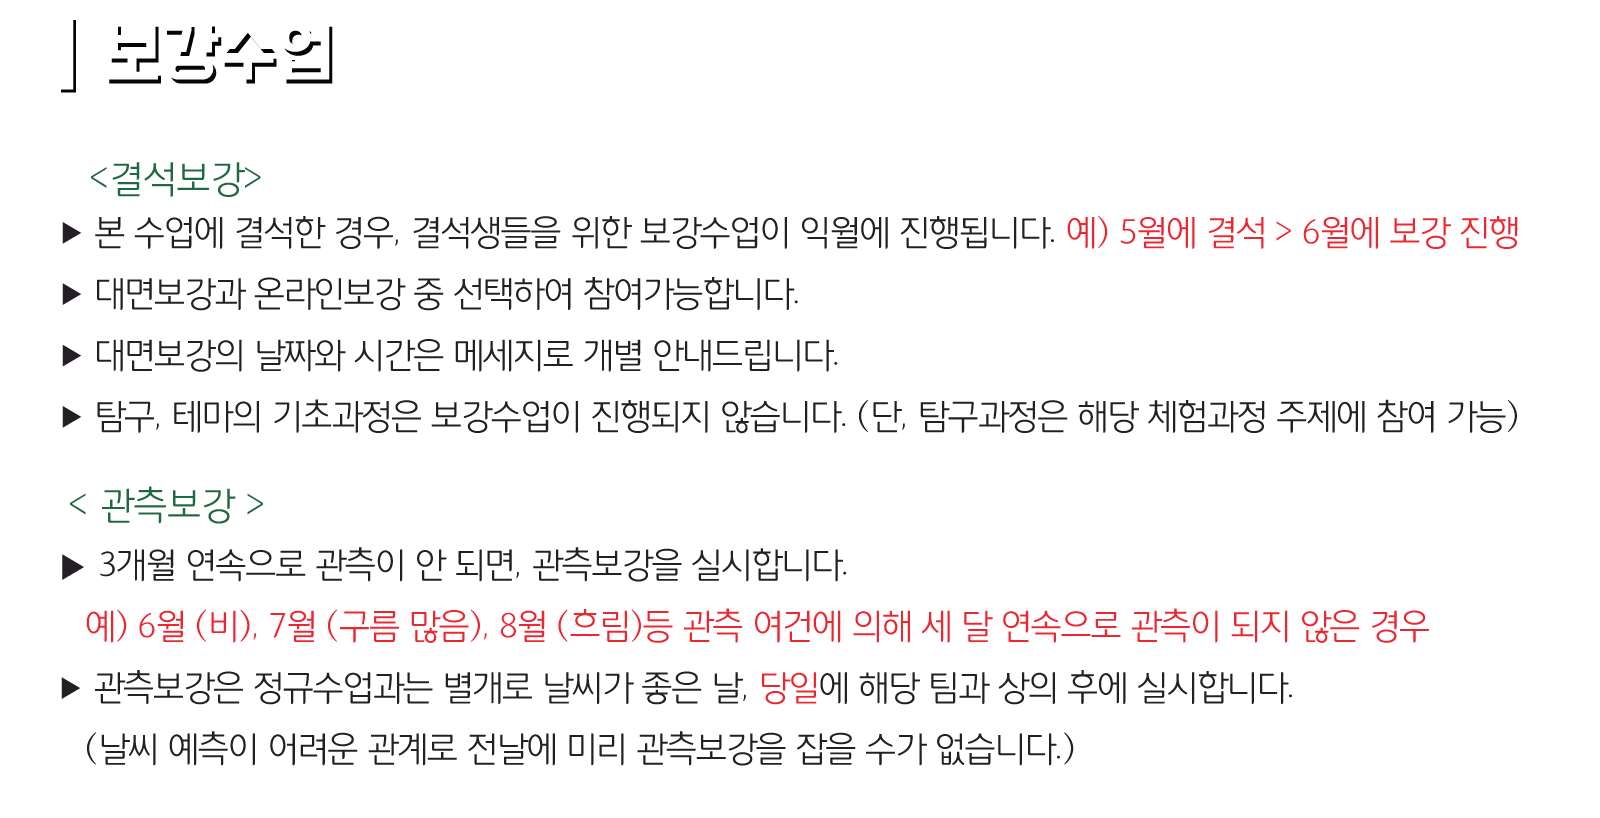 보강수업
<결석보강>
▶ 본 수업에 결석한 경우, 결석생들을 위한 보강수업이 익월에 진행됩니다. 예) 5월에 결석 > 6월에 보강 진행
▶ 대면보강과 온라인보강 중 선택하여 참여가능합니다.
▶ 대면보강의 날짜와 시간은 메세지로 개별 안내드립니다.
▶ 탐구, 테마의 기초과정은 보강수업이 진행되지 않습니다. (단, 탐구과정은 해당 체험과정 주제에 참여 가능)
< 관측보강 >
▶ 3개월 연속으로 관측이 안 되면, 관측보강을 실시합니다.
예) 6월 (비), 7월 (구름 많음), 8월 (흐림)등 관측 여건에 의해 세 달 연속으로 관측이 되지 않은 경우
▶ 관측보강은 정규수업과는 별개로 날씨가 좋은 날, 당일에 해당 팀과 상의 후에 실시합니다.
(날씨 예측이 어려운 관계로 전날에 미리 관측보강을 잡을 수가 없습니다.)